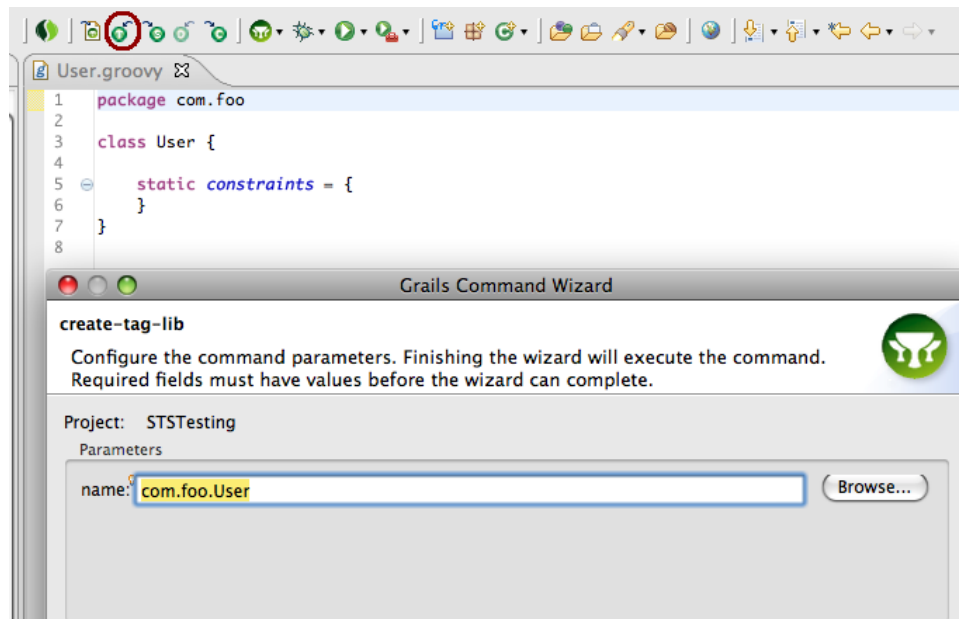 User.groovy
1 package com.foo
2
3 class User {
4
5 static constraints = {
6 }
7 }
8
Grails Command Wizard
create-tag-lib
Configure the command parameters. Finishing the wizard will execute the command.
Required fields must have values before the wizard can complete.
Project: STSTesting
Parameters
name: com.foo.User Browse...